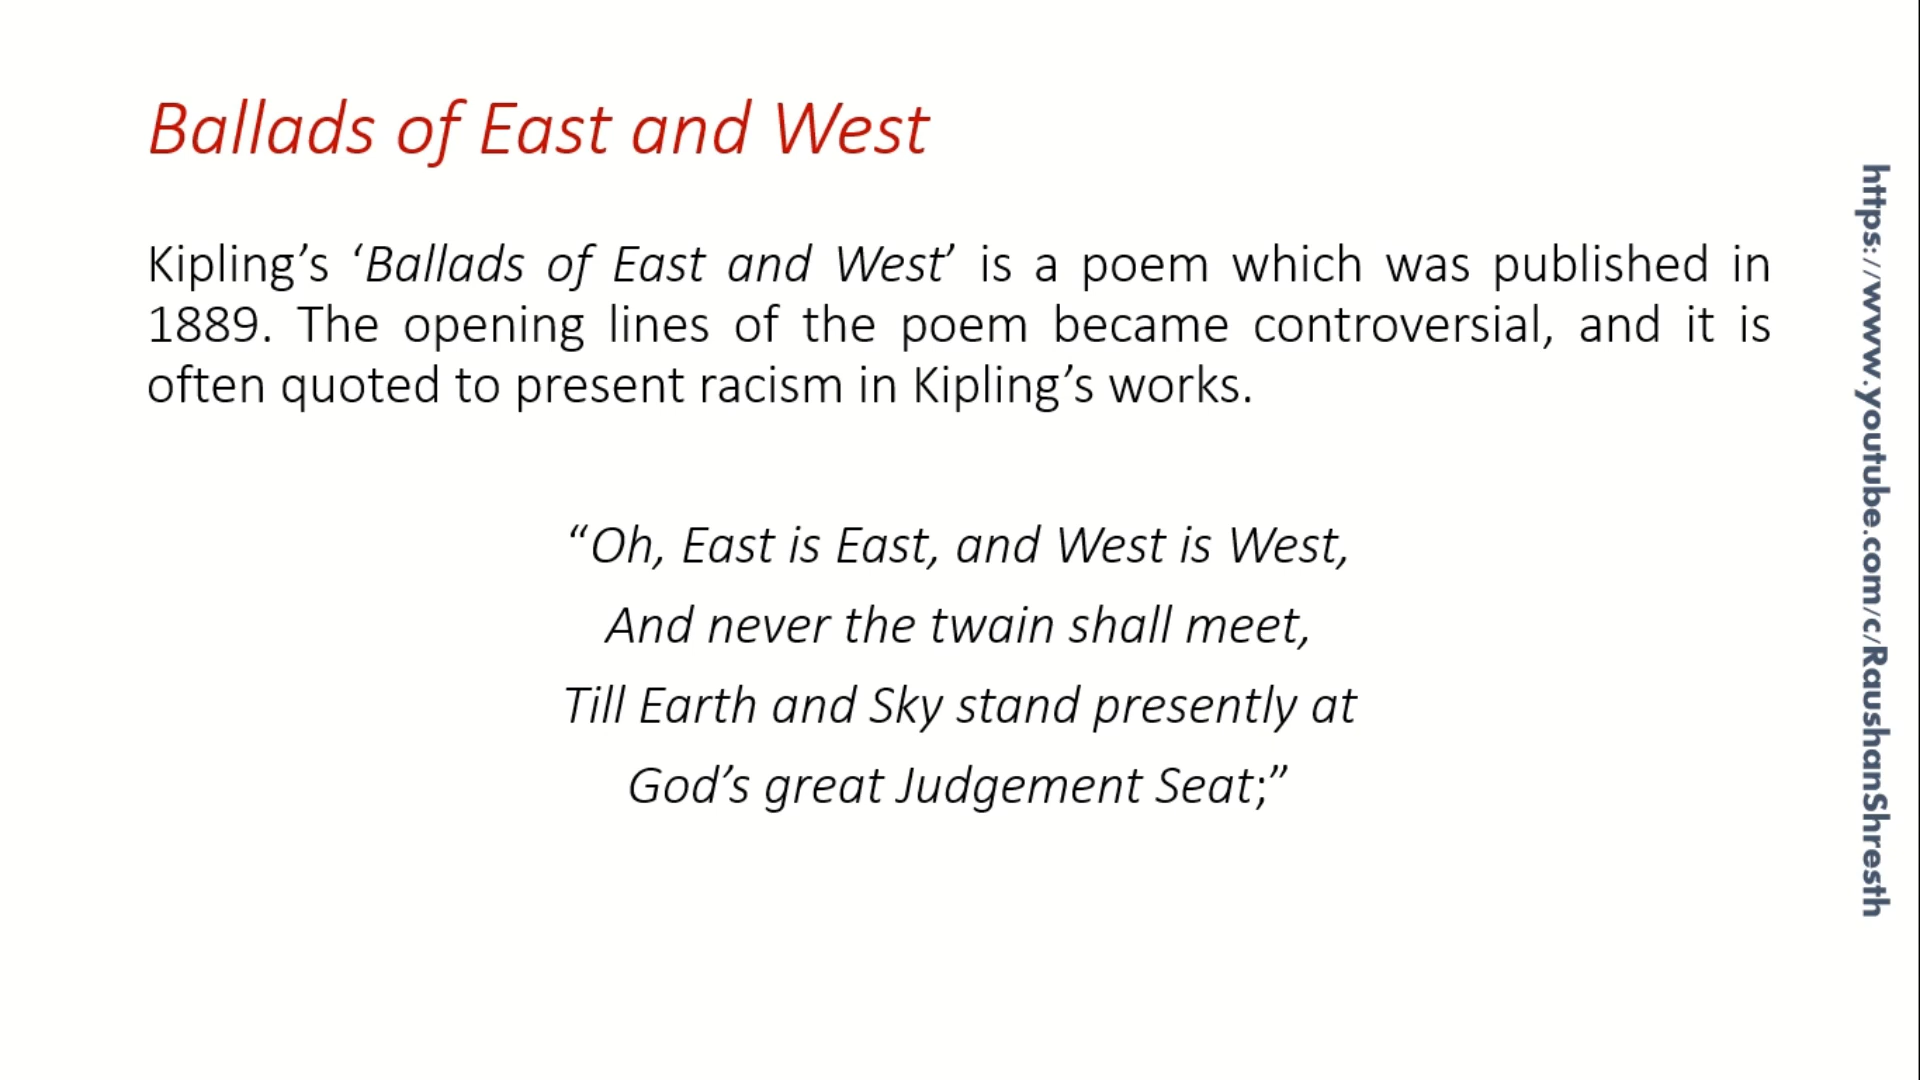 Ballads of East and West
Kipling’s ‘Ballads of East and West’ is a poem which was published in
1889. The opening lines of the poem became controversial, and it is
often quoted to present racism in Kipling’s works.
“Oh, East is East, and West is West,
And never the twain shall meet,
Till Earth and Sky stand presently at
God’s great Judgement Seat;”
https://www.youtube.com/c/RaushanShresth